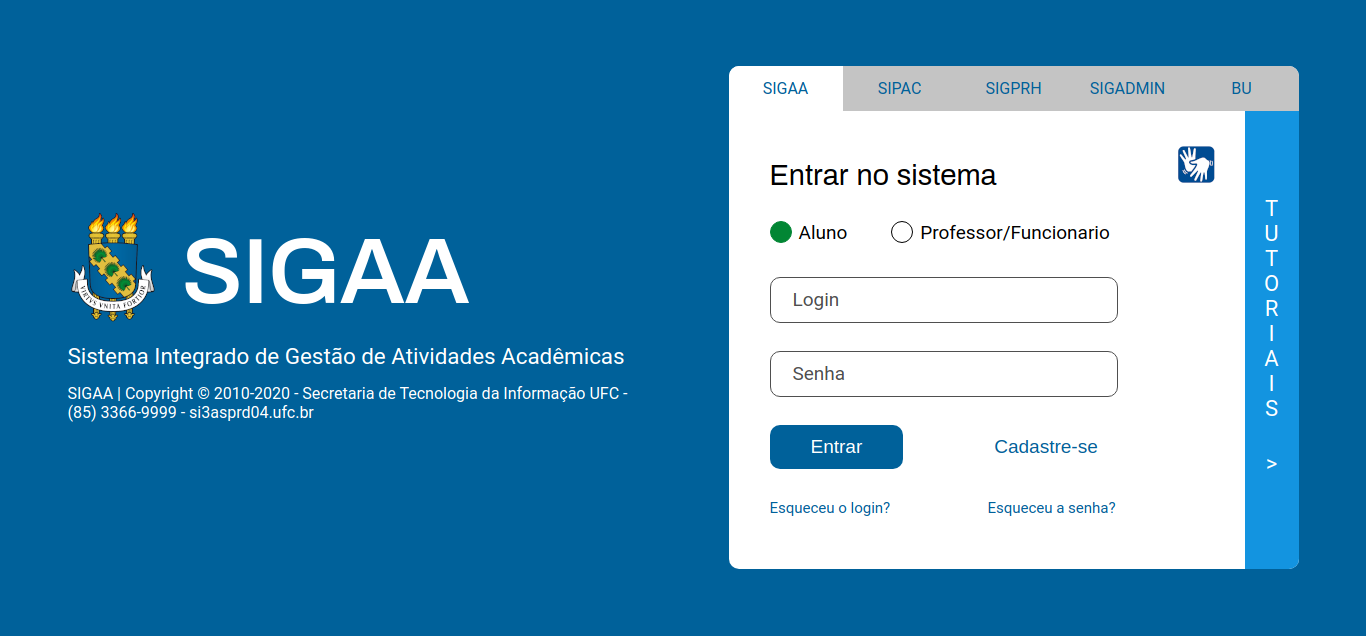 SIGAA
SIPAC
SIGPRH
SIGADMIN
BU
VIRTVS VNITA FORTIOR
SIGAA
Sistema Integrado de Gestão de Atividades Acadêmicas
SIGAA | Copyright © 2010-2020 - Secretaria de Tecnologia da Informação UFC -
(85) 3366-9999 - si3asprd04.ufc.br
Entrar no sistema
Aluno
Professor/Funcionario
Login
Senha
Entrar
Cadastre-se
Esqueceu o login?
Esqueceu a senha?
TUTORIAIS
>